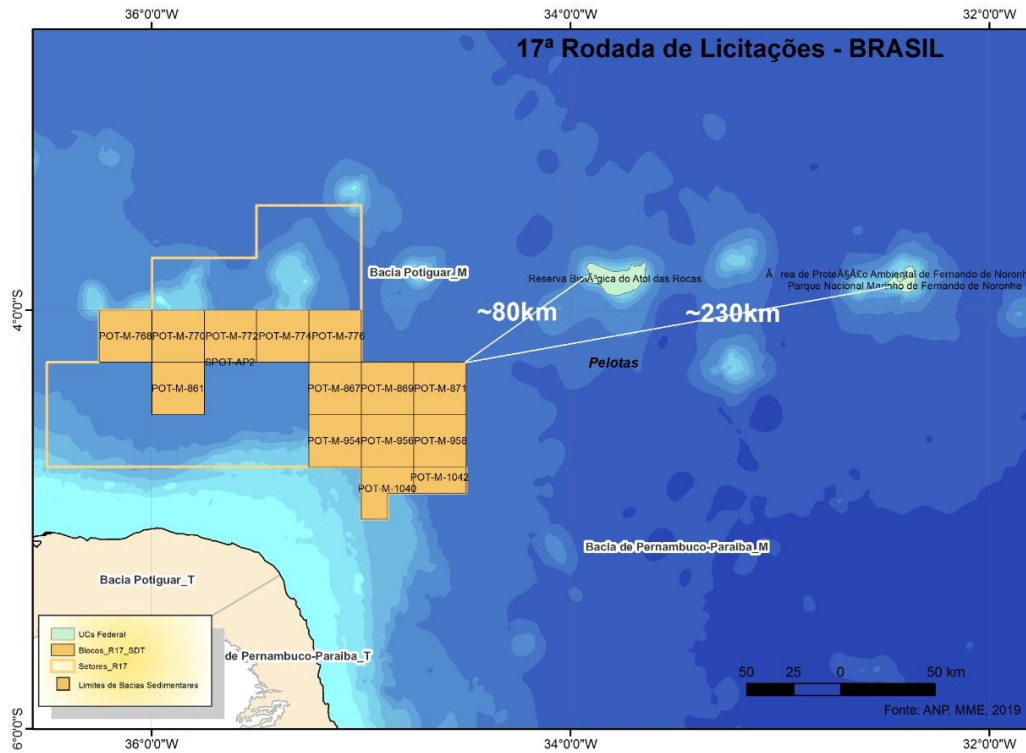 36°0'0"W
34°0'0"W
32°0'0"W
17ª Rodada de Licitações - BRASIL
Bacia Potiguar_M
Reserva BiolÃ³gica do Atol das Rocas
Ã rea de ProteÃ§Ã£o Ambiental de Fernando de Noronh
Parque Nacional Marinho de Fernando de Noronha
~80km
~230km
4°0'0"S
POT-M-768
POT-M-770
POT-M-772
POT-M-774
POT-M-776
SPOT-AP2
Pelotas
POT-M-861
POT-M-867
POT-M-869
POT-M-871
POT-M-954
POT-M-956
POT-M-958
POT-M-1042
POT-M-1040
Bacia de Pernambuco-Paraiba_M
Bacia Potiguar_T
UCs Federal
Blocos_R17_SDT
Setores_R17
Limites de Bacias Sedimentares
de Pernambuco-Paraiba_T
50 25 0 50 km
Fonte: ANP, MME, 2019
6°0'0"S
36°0'0"W
34°0'0"W
32°0'0"W